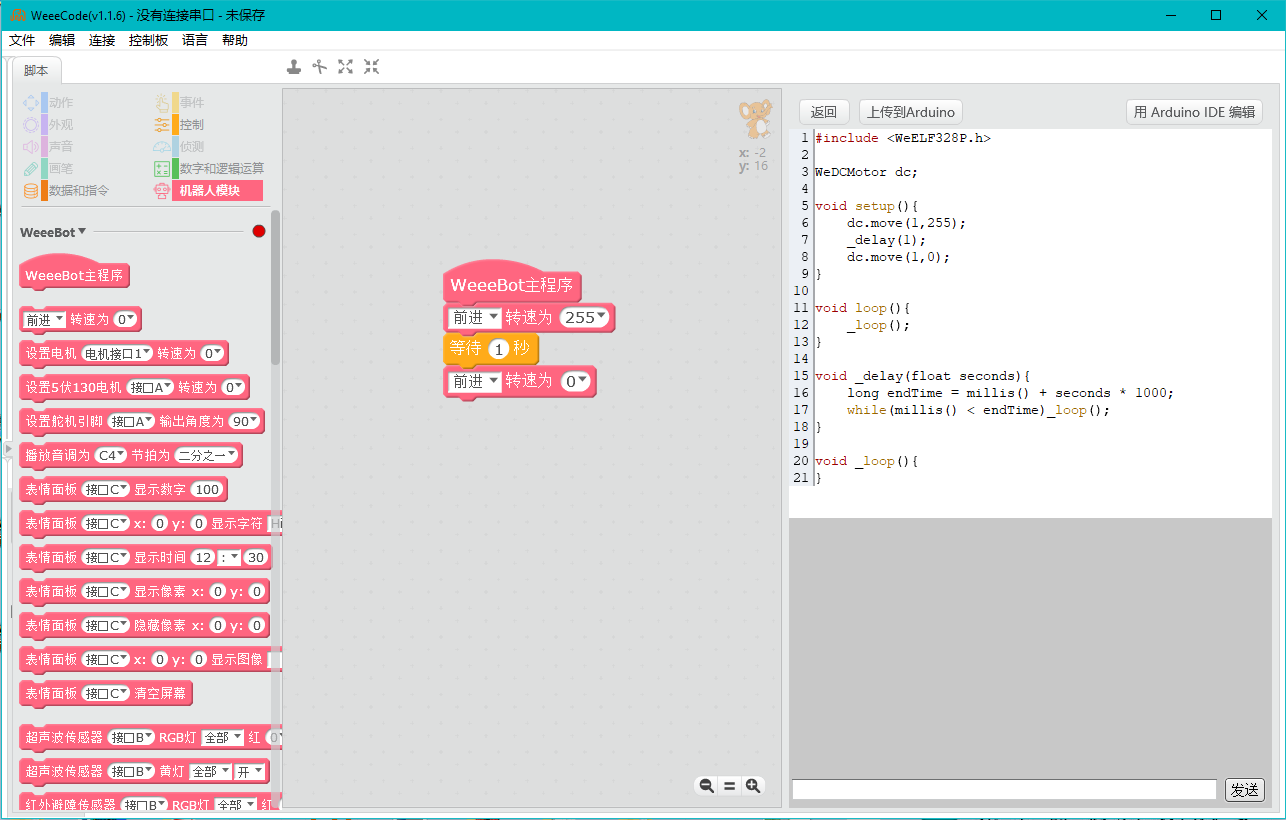 WeeeCode(v1.1.6) - 没有连接串口 - 未保存
文件 编辑 连接 控制板 语言 帮助
脚本
动作 事件
外观 控制
声音 侦测
画笔 数字和逻辑运算
数据和指令 机器人模块
WeeeBot
WeeeBot主程序
前进 转速为 0
设置电机 电机接口1 转速为 0
设置5伏130电机 接口A 转速为 0
设置舵机引脚 接口A 输出角度为 90
播放音调为 C4 节拍为 二分之一
表情面板 接口C 显示数字 100
表情面板 接口C x: 0 y: 0 显示字符 Hi
表情面板 接口C 显示时间 12 : 30
表情面板 接口C 显示像素 x: 0 y: 0
表情面板 接口C 隐藏像素 x: 0 y: 0
表情面板 接口C x: 0 y: 0 显示图像
表情面板 接口C 清空屏幕
超声波传感器 接口B RGB灯 全部 红 0
超声波传感器 接口B 黄灯 全部 开
红外避障传感器 接口B RGB灯 全部 红
x: -2
y: 16
WeeeBot主程序
前进 转速为 255
等待 1 秒
前进 转速为 0
返回 上传到Arduino 用 Arduino IDE 编辑
1 #include <WeELF328P.h>
2
3 WeDCMotor dc;
4
5 void setup(){
6 dc.move(1,255);
7 _delay(1);
8 dc.move(1,0);
9 }
10
11 void loop(){
12 _loop();
13 }
14
15 void _delay(float seconds){
16 long endTime = millis() + seconds * 1000;
17 while(millis() < endTime)_loop();
18 }
19
20 void _loop(){
21 }
发送